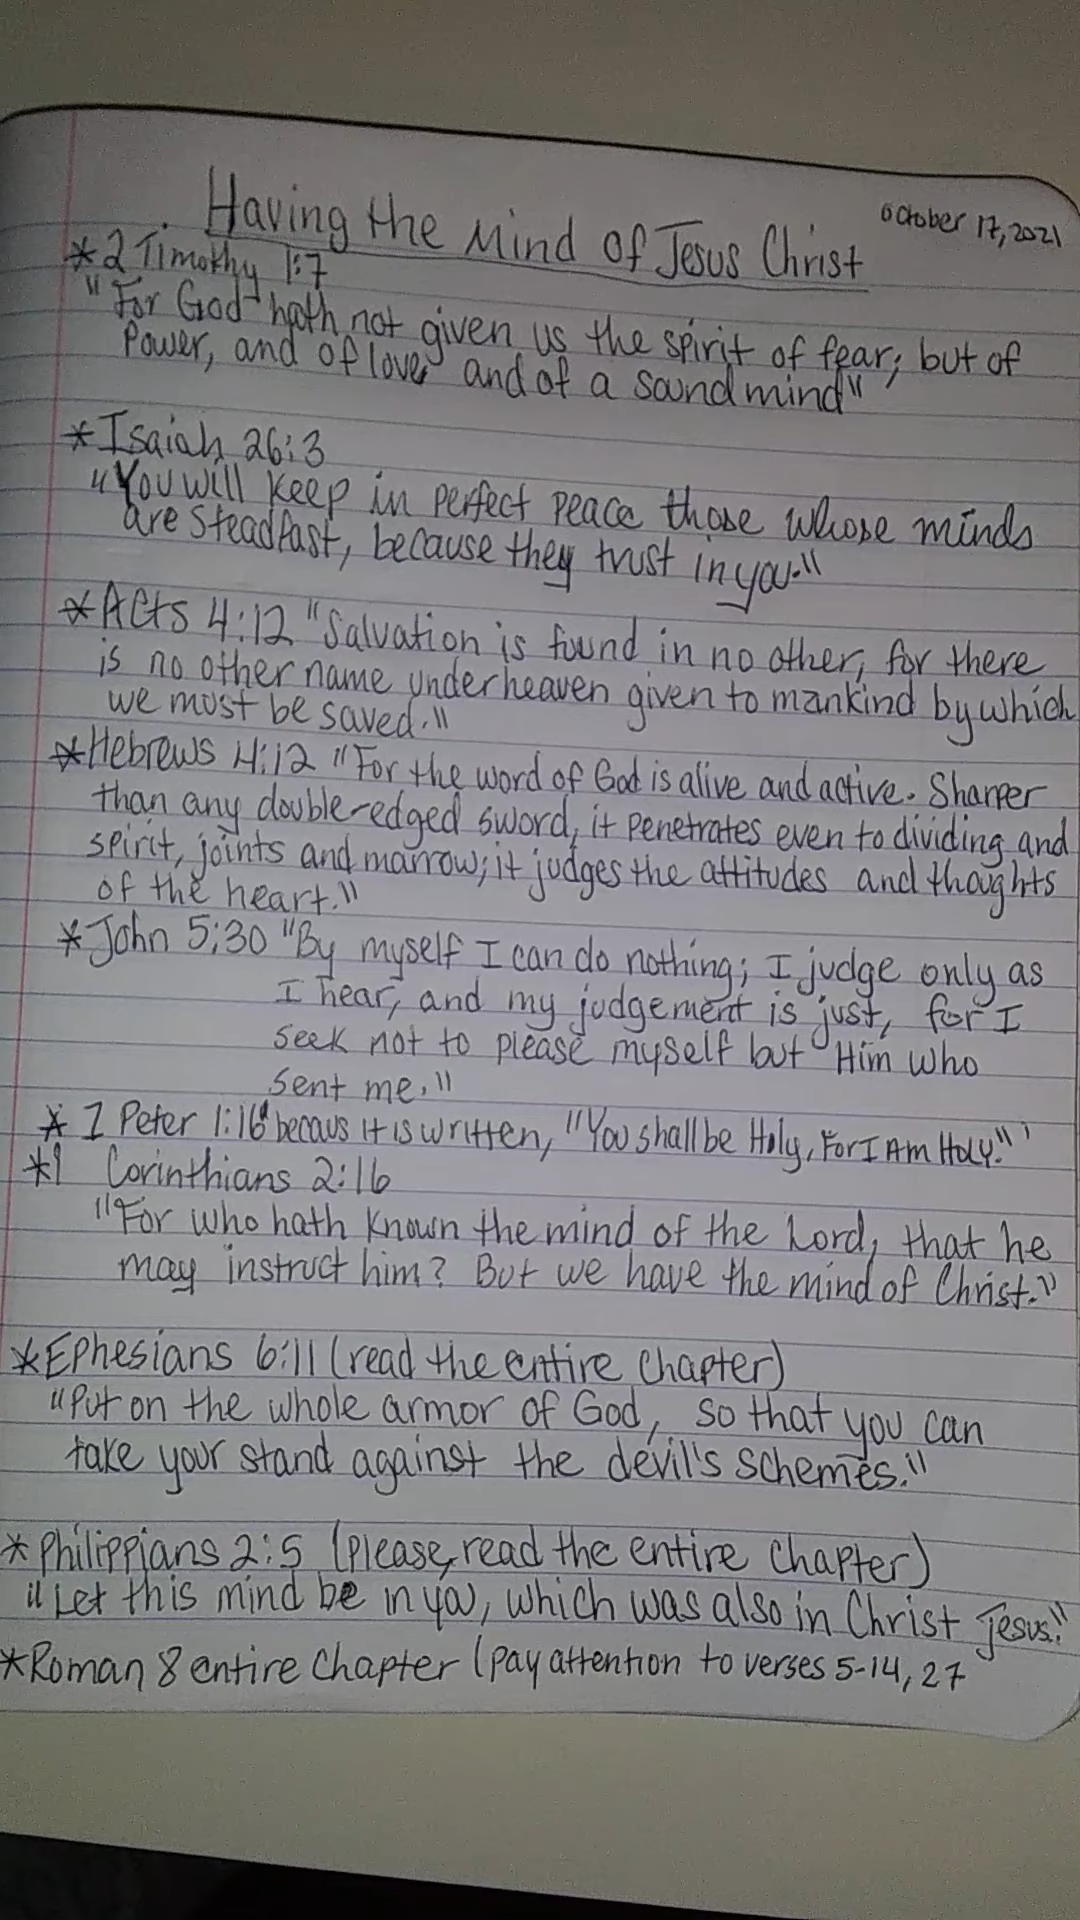 Having the Mind Of Jesus Christ
October 17, 2021
*2 Timothy 1:7
"For God hath not given us the spirit of fear; but of
Power, and of love, and of a sound mind"
*Isaiah 26:3
"You will keep in perfect peace those whose minds
are steadfast, because they trust in you."
*Acts 4:12 "Salvation is found in no other, for there
is no other name under heaven given to mankind by which
we must be saved."
*Hebrews 4:12 "For the word of God is alive and active. Sharper
than any double-edged sword, it penetrates even to dividing and
spirit, joints and marrow; it judges the attitudes and thoughts
of the heart."
*John 5:30 "By myself I can do nothing; I judge only as
I hear, and my judgement is just, for I
seek not to please myself but Him who
sent me."
*1 Peter 1:16 "becaus it is written, "You shall be Holy, For I Am Holy."'
*1 Corinthians 2:16
"For who hath known the mind of the Lord, that he
may instruct him? But we have the mind of Christ."
*Ephesians 6:11 (read the entire chapter)
"Put on the whole armor of God, so that you can
take your stand against the devil's schemes."
*Philippians 2:5 (Please, read the entire chapter)
"Let this mind be in you, which was also in Christ Jesus."
*Roman 8 entire Chapter (pay attention to verses 5-14, 27